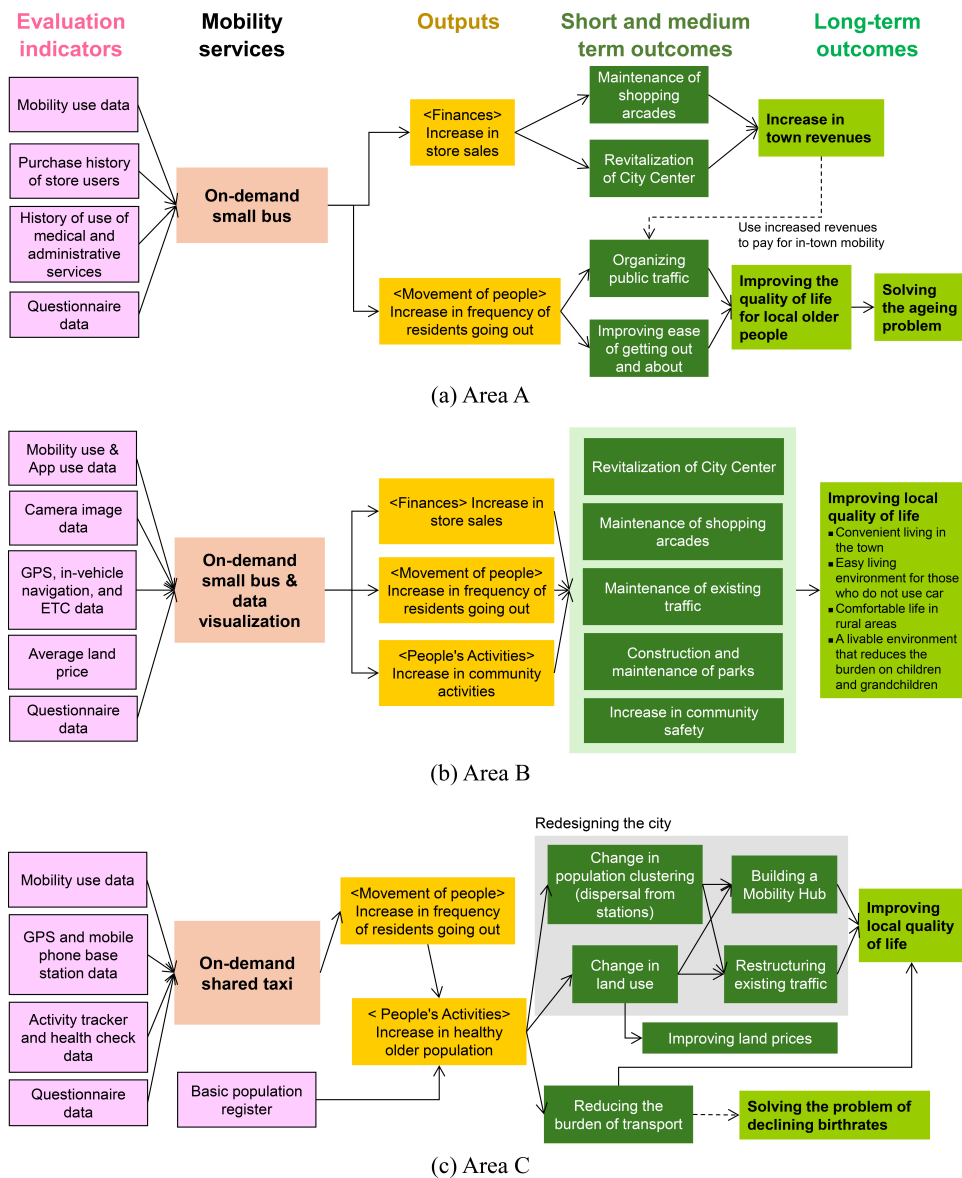 Evaluation
indicators
Mobility
services
Outputs
Short and medium
term outcomes
Long-term
outcomes
Mobility use data
Purchase history
of store users
History of use of
medical and
administrative
services
Questionnaire
data
On-demand
small bus
<Finances>
Increase in
store sales
<Movement of people>
Increase in frequency of
residents going out
Maintenance of
shopping
arcades
Revitalization
of City Center
Increase in
town revenues
Use increased revenues
to pay for in-town mobility
Organizing
public traffic
Improving ease
of getting out
and about
Improving the
quality of life
for local older
people
Solving
the ageing
problem
(a) Area A
Mobility use &
App use data
Camera image
data
GPS, in-vehicle
navigation, and
ETC data
Average land
price
Questionnaire
data
On-demand
small bus &
data
visualization
<Finances> Increase in
store sales
<Movement of people>
Increase in frequency of
residents going out
<People's Activities>
Increase in community
activities
Revitalization of City Center
Maintenance of shopping
arcades
Maintenance of existing
traffic
Construction and
maintenance of parks
Increase in community
safety
Improving local
quality of life
▪ Convenient living in
the town
▪ Easy living
environment for those
who do not use car
▪ Comfortable life in
rural areas
▪ A livable environment
that reduces the
burden on children
and grandchildren
(b) Area B
Mobility use data
GPS and mobile
phone base
station data
Activity tracker
and health check
data
Questionnaire
data
On-demand
shared taxi
Basic population
register
<Movement of people>
Increase in frequency
of residents going out
< People's Activities>
Increase in healthy
older population
Redesigning the city
Change in
population clustering
(dispersal from
stations)
Building a
Mobility Hub
Change in
land use
Restructuring
existing traffic
Improving land prices
Reducing the
burden of transport
Improving
local quality
of life
Solving the problem of
declining birthrates
(c) Area C